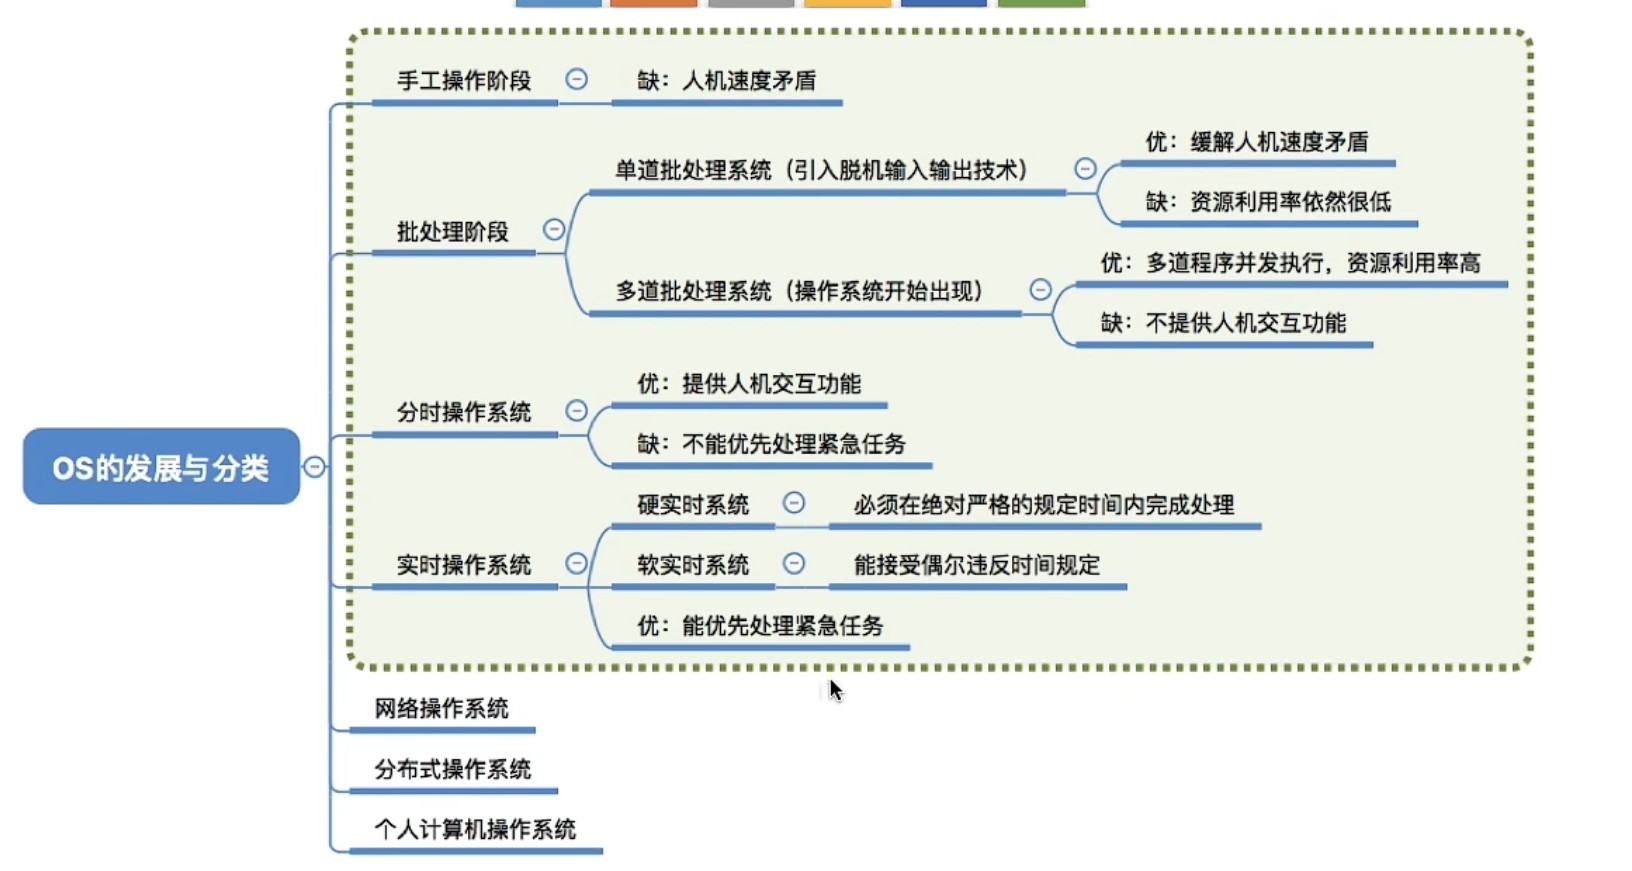 手工操作阶段
缺：人机速度矛盾
批处理阶段
单道批处理系统（引入脱机输入输出技术）
优：缓解人机速度矛盾
缺：资源利用率依然很低
多道批处理系统（操作系统开始出现）
优：多道程序并发执行，资源利用率高
缺：不提供人机交互功能
OS的发展与分类
分时操作系统
优：提供人机交互功能
缺：不能优先处理紧急任务
实时操作系统
硬实时系统
必须在绝对严格的规定时间内完成处理
软实时系统
能接受偶尔违反时间规定
优：能优先处理紧急任务
网络操作系统
分布式操作系统
个人计算机操作系统